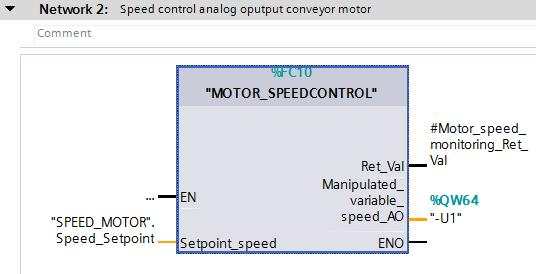 Network 2: Speed control analog oputput conveyor motor
Comment
%FC10
"MOTOR_SPEEDCONTROL"
#Motor_speed_
monitoring_Ret_
Ret_Val Val
Manipulated_
variable_ %QW64
... EN
speed_AO "-U1"
"SPEED_MOTOR".
Speed_Setpoint Setpoint_speed ENO